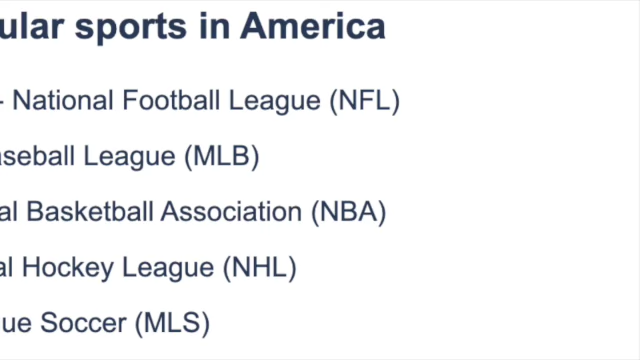 ular sports in America
- National Football League (NFL)
aseball League (MLB)
al Basketball Association (NBA)
al Hockey League (NHL)
ue Soccer (MLS)